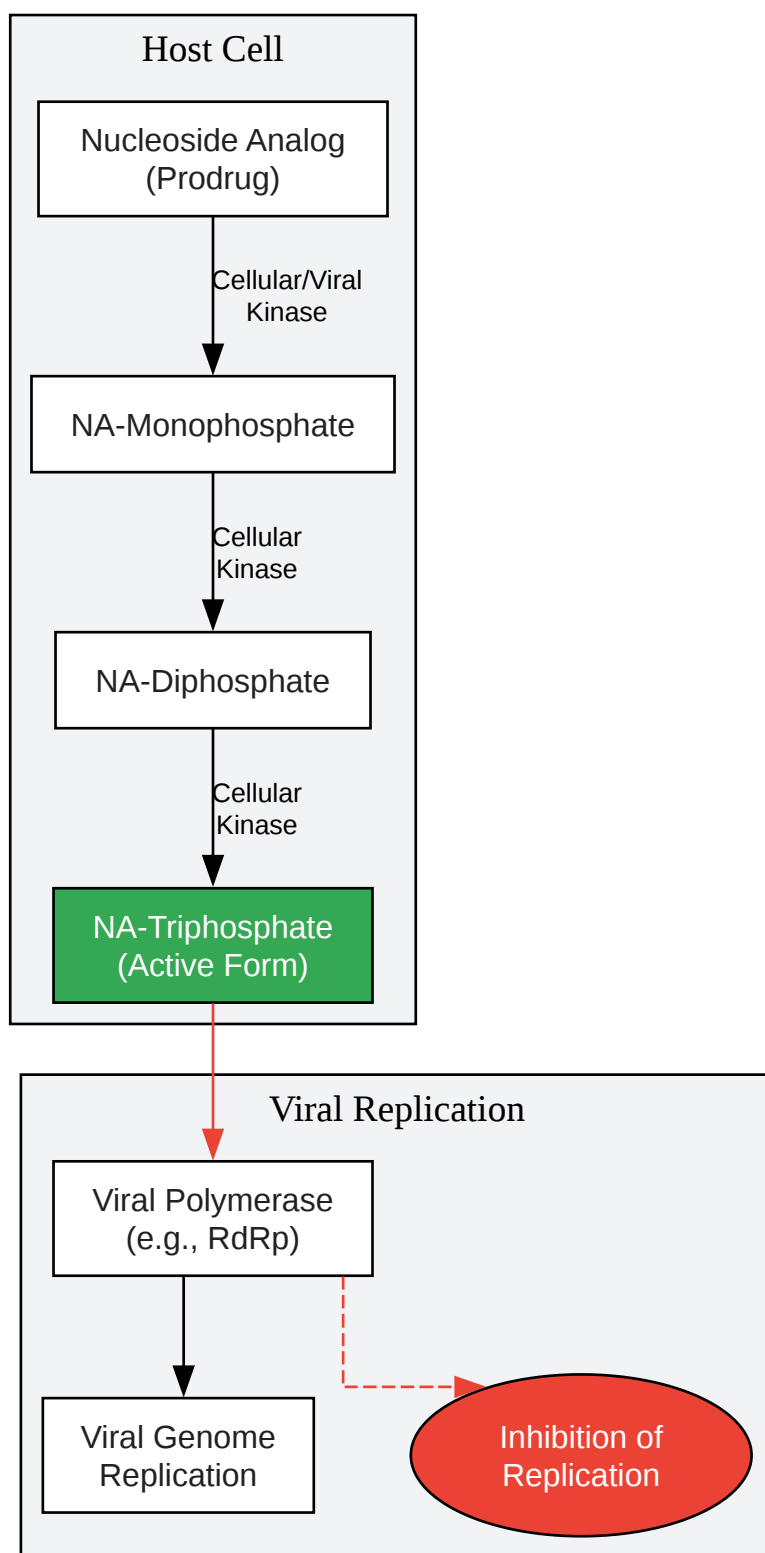 Host Cell
Nucleoside Analog
(Prodrug)
Cellular/Viral
Kinase
NA-Monophosphate
Cellular
Kinase
NA-Diphosphate
Cellular
Kinase
NA-Triphosphate
(Active Form)
Viral Replication
Viral Polymerase
(e.g., RdRp)
Viral Genome
Replication
Inhibition of
Replication